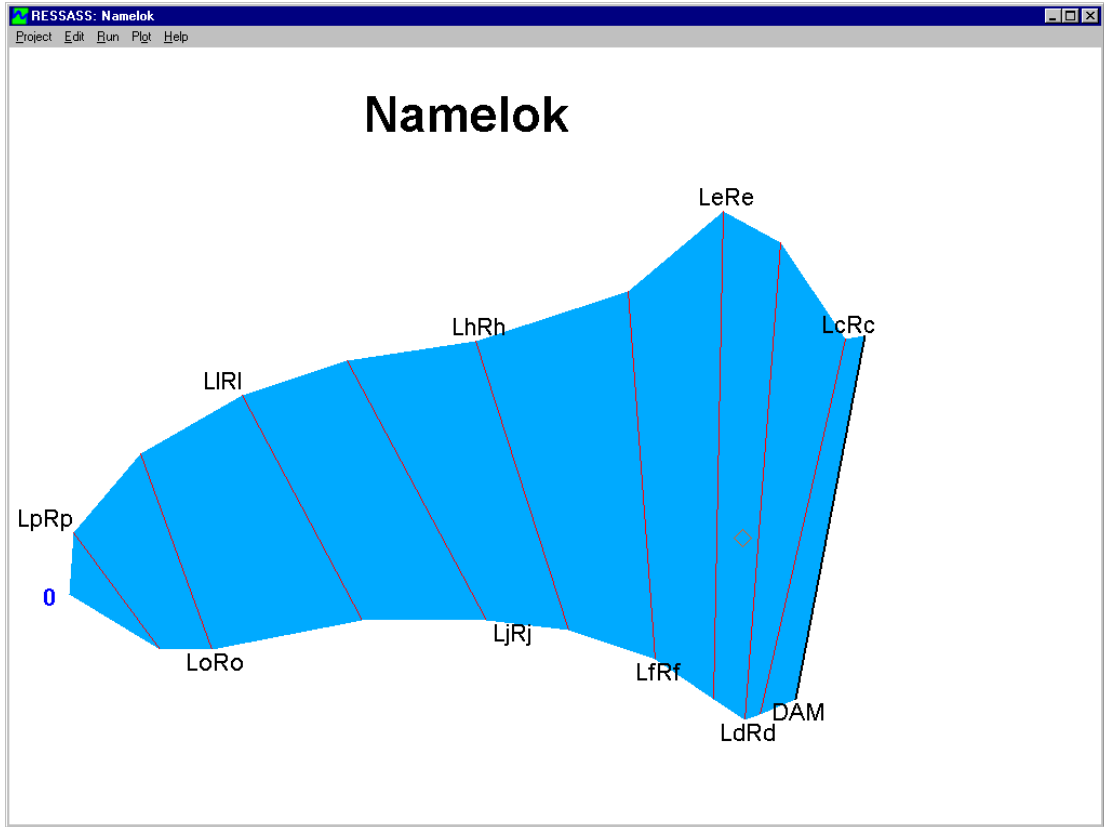 RESSASS: Namelok
Project Edit Run Plot Help
Namelok
LeRe
LcRc
LhRh
LlRl
LpRp
0
LjRj
LoRo
LfRf
DAM
LdRd